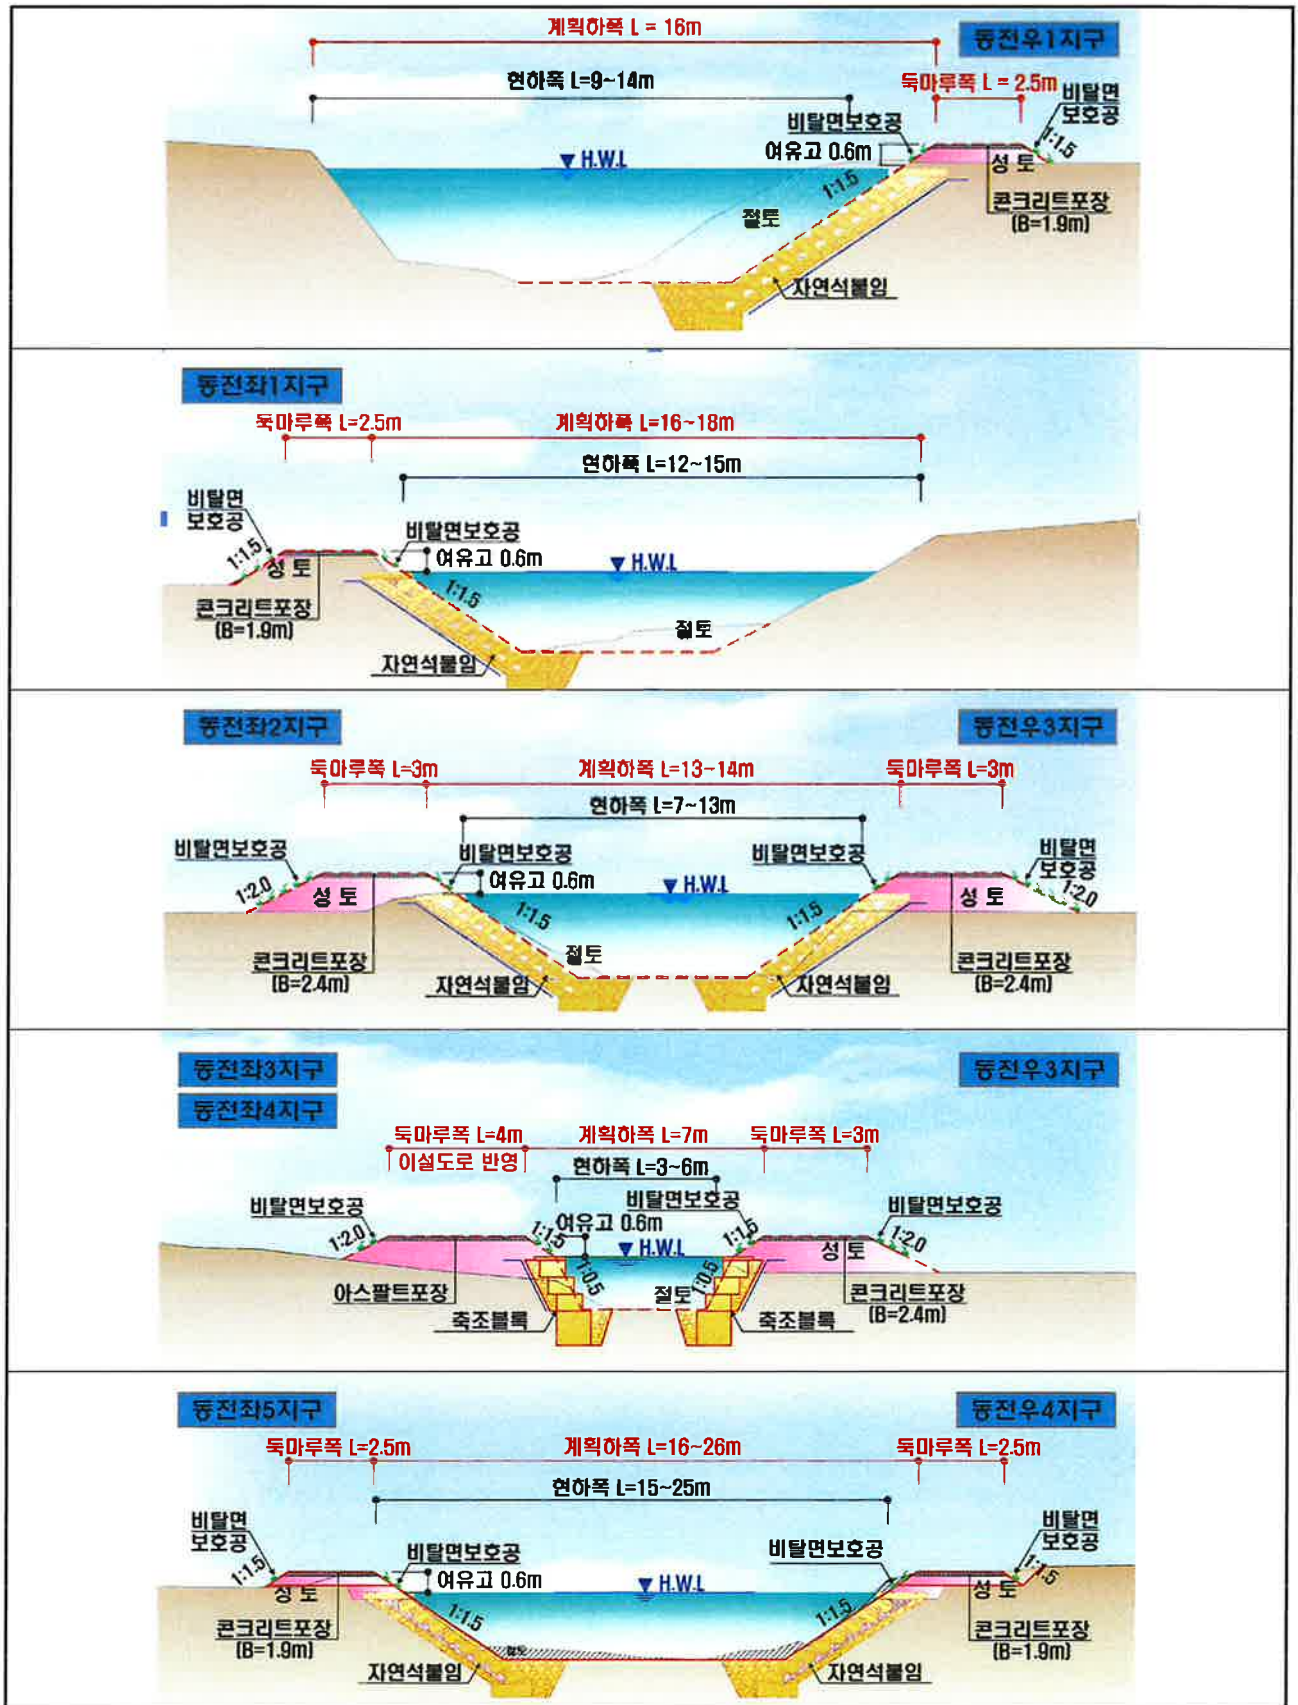 계획하폭 L = 16m
동전우1지구
현하폭 L=9~14m
둑마루폭 L = 2.5m
비탈면
보호공
비탈면보호공
여유고 0.6m
1:1.5
H.W.L
1:1.5
성 토
절토
콘크리트포장
(B=1.9m)
자연석붙임
동전좌1지구
둑마루폭 L=2.5m
계획하폭 L=16~18m
현하폭 L=12~15m
비탈면
보호공
비탈면보호공
1:1.5
여유고 0.6m
H.W.L
성 토
1:1.5
콘크리트포장
(B=1.9m)
절토
자연석붙임
동전좌2지구
동전우3지구
둑마루폭 L=3m
계획하폭 L=13~14m
둑마루폭 L=3m
현하폭 L=7~13m
비탈면보호공
비탈면보호공
비탈면보호공
비탈면
보호공
1:2.0
여유고 0.6m
H.W.L
1:2.0
성 토
성 토
1:1.5
1:1.5
절토
콘크리트포장
(B=2.4m)
자연석붙임
자연석붙임
콘크리트포장
(B=2.4m)
동전좌3지구
동전우3지구
동전좌4지구
둑마루폭 L=4m
계획하폭 L=7m
둑마루폭 L=3m
이설도로 반영
현하폭 L=3~6m
비탈면보호공
비탈면보호공
비탈면보호공
여유고 0.6m
1:2.0
1:1.5
H.W.L
1:1.5
성 토
1:2.0
1:0.5
1:0.5
아스팔트포장
절토
콘크리트포장
(B=2.4m)
축조블록
축조블록
동전좌5지구
동전우4지구
둑마루폭 L=2.5m
계획하폭 L=16~26m
둑마루폭 L=2.5m
현하폭 L=15~25m
비탈면
보호공
비탈면보호공
비탈면보호공
비탈면
보호공
1:1.5
여유고 0.6m
H.W.L
1:1.5
성 토
성 토
1:1.5
1:1.5
콘크리트포장
(B=1.9m)
절토
콘크리트포장
(B=1.9m)
자연석붙임
자연석붙임